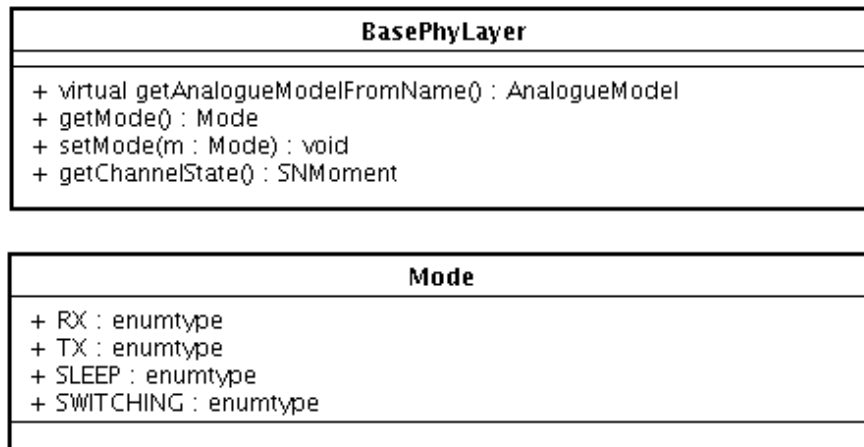 BasePhyLayer
+ virtual getAnalogueModelFromName() : AnalogueModel
+ getMode() : Mode
+ setMode(m : Mode) : void
+ getChannelState() : SNMoment
Mode
+ RX : enumtype
+ TX : enumtype
+ SLEEP : enumtype
+ SWITCHING : enumtype